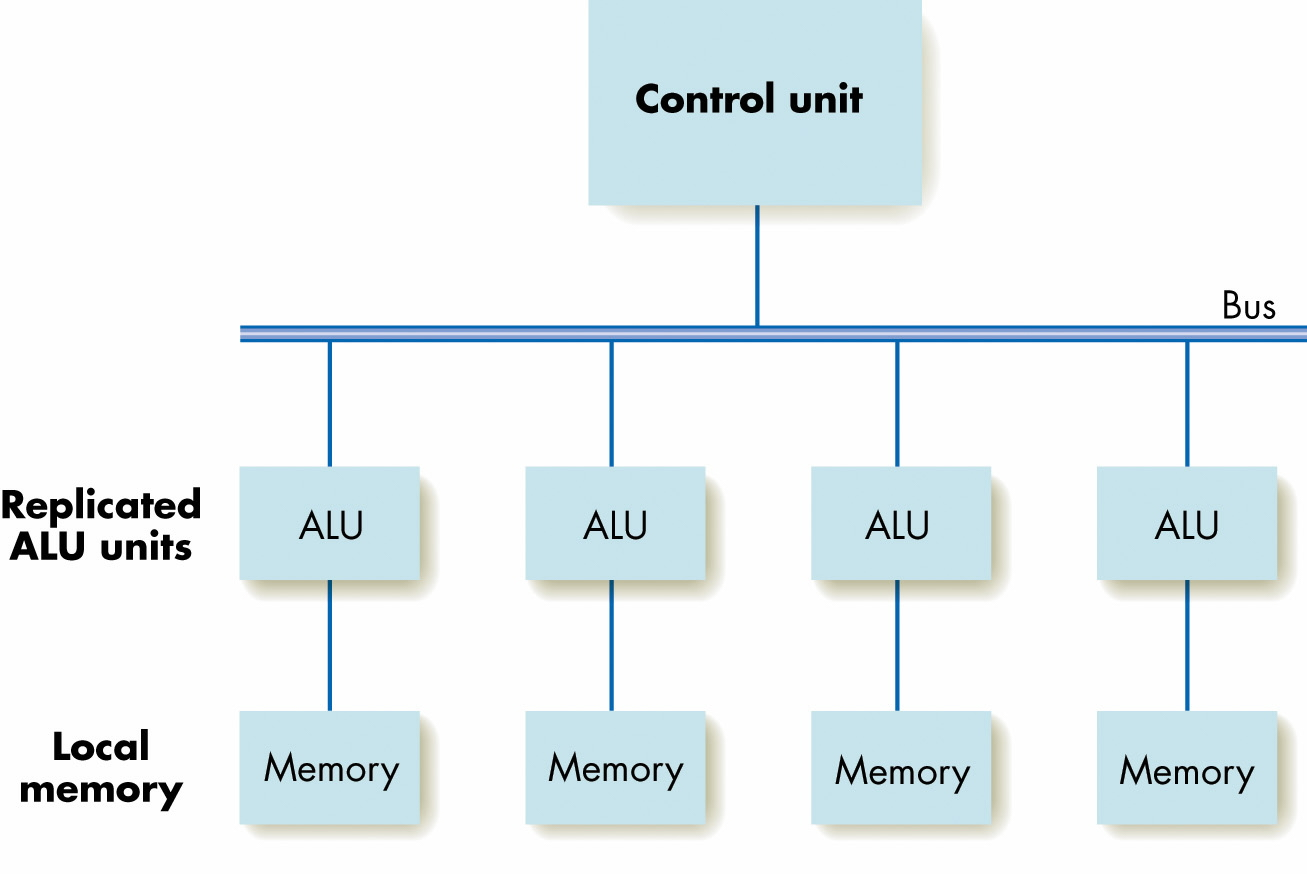 Control unit
Bus
Replicated
ALU units
ALU
ALU
ALU
ALU
Local
memory
Memory
Memory
Memory
Memory